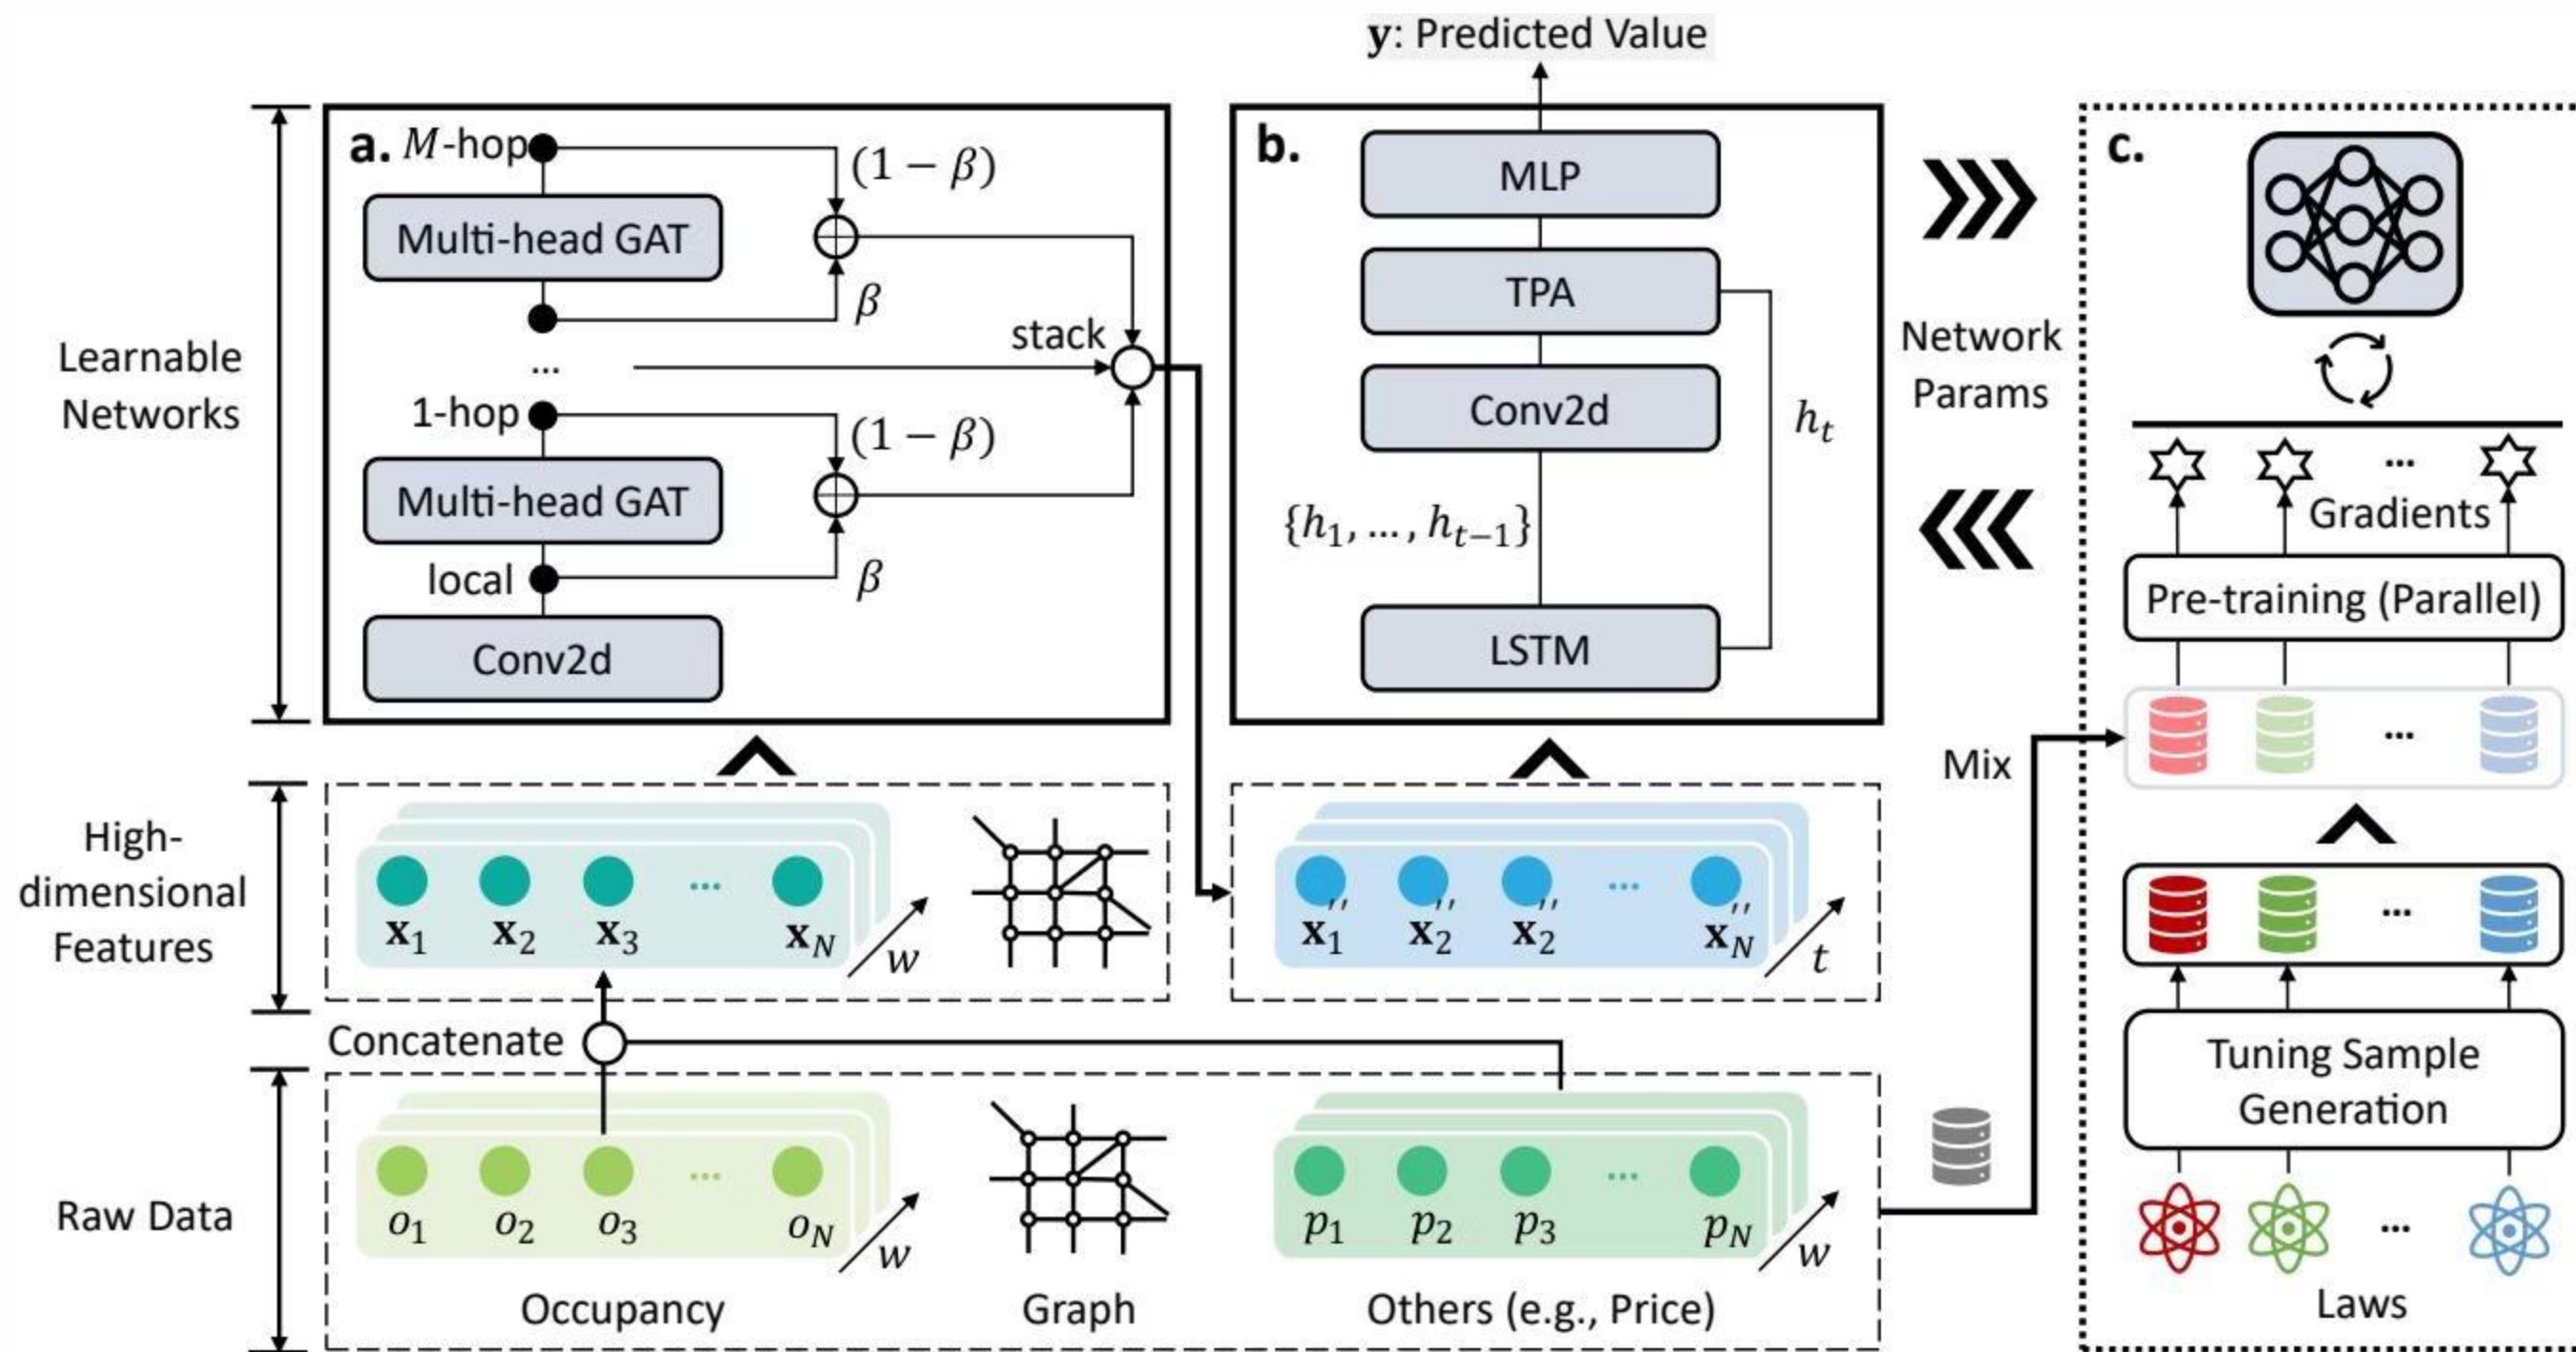 y: Predicted Value
a. M-hop
(1 − β)
Multi-head GAT
β
...
stack
1-hop
(1 − β)
Multi-head GAT
local
β
Conv2d
b.
MLP
TPA
Conv2d
h_t
{h_1, ..., h_{t−1}}
LSTM
Network
Params
c.
...
Gradients
Pre-training (Parallel)
...
Mix
...
Tuning Sample
Generation
...
Laws
Learnable
Networks
High-
dimensional
Features
...
x_1 x_2 x_3 x_N
w
...
x''_1 x''_2 x''_2 x''_N
t
Concatenate
Raw Data
...
o_1 o_2 o_3 o_N
w
Occupancy
Graph
...
p_1 p_2 p_3 p_N
w
Others (e.g., Price)